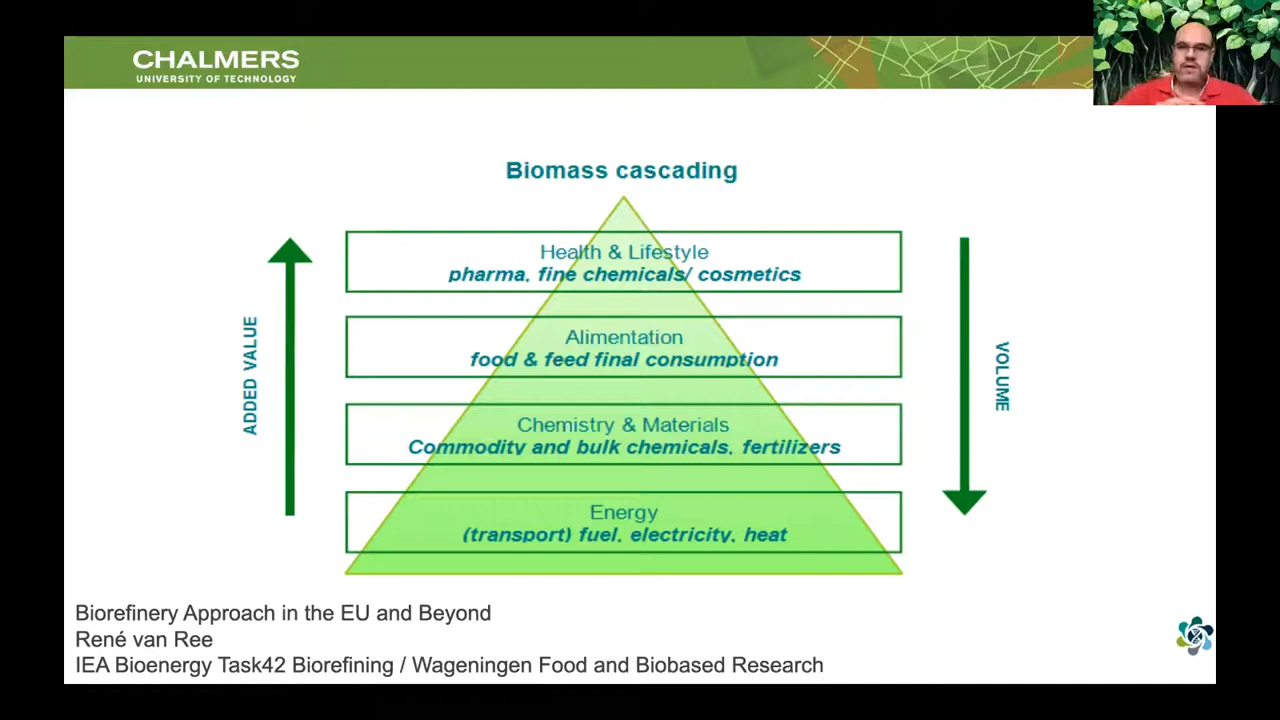 CHALMERS
UNIVERSITY OF TECHNOLOGY
Biomass cascading
Health & Lifestyle
pharma, fine chemicals/ cosmetics
Alimentation
food & feed final consumption
Chemistry & Materials
Commodity and bulk chemicals, fertilizers
Energy
(transport) fuel, electricity, heat
ADDED VALUE
VOLUME
Biorefinery Approach in the EU and Beyond
René van Ree
IEA Bioenergy Task42 Biorefining / Wageningen Food and Biobased Research